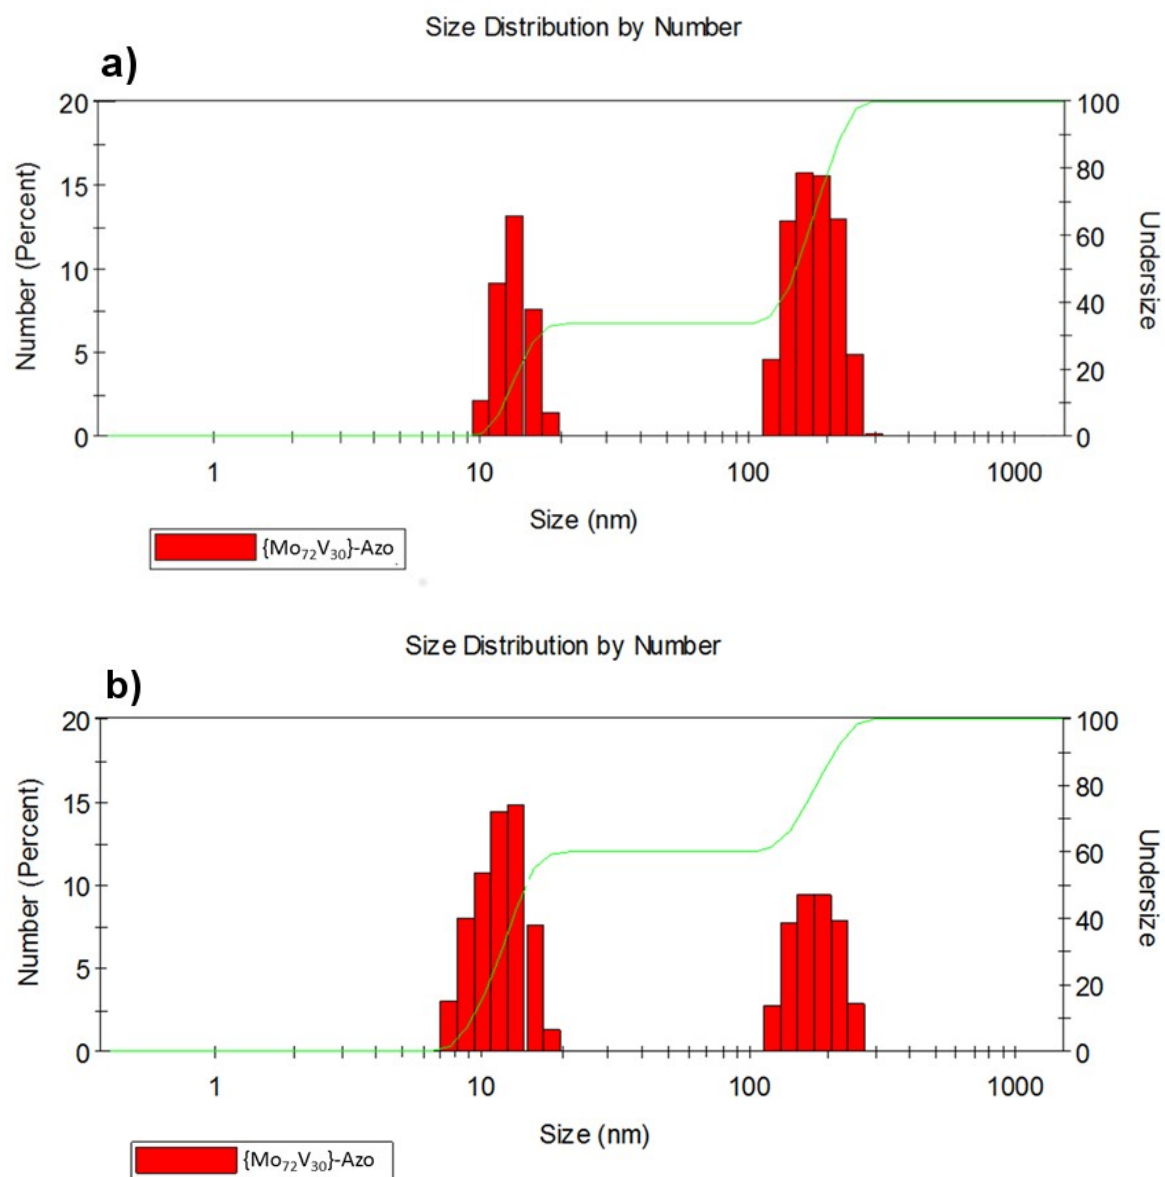 Size Distribution by Number
a)
20
15
10
5
0
Number (Percent)
100
80
60
40
20
0
Undersize
1 10 100 1000
Size (nm)
{Mo₇₂V₃₀}-Azo
Size Distribution by Number
b)
20
15
10
5
0
Number (Percent)
100
80
60
40
20
0
Undersize
1 10 100 1000
Size (nm)
{Mo₇₂V₃₀}-Azo